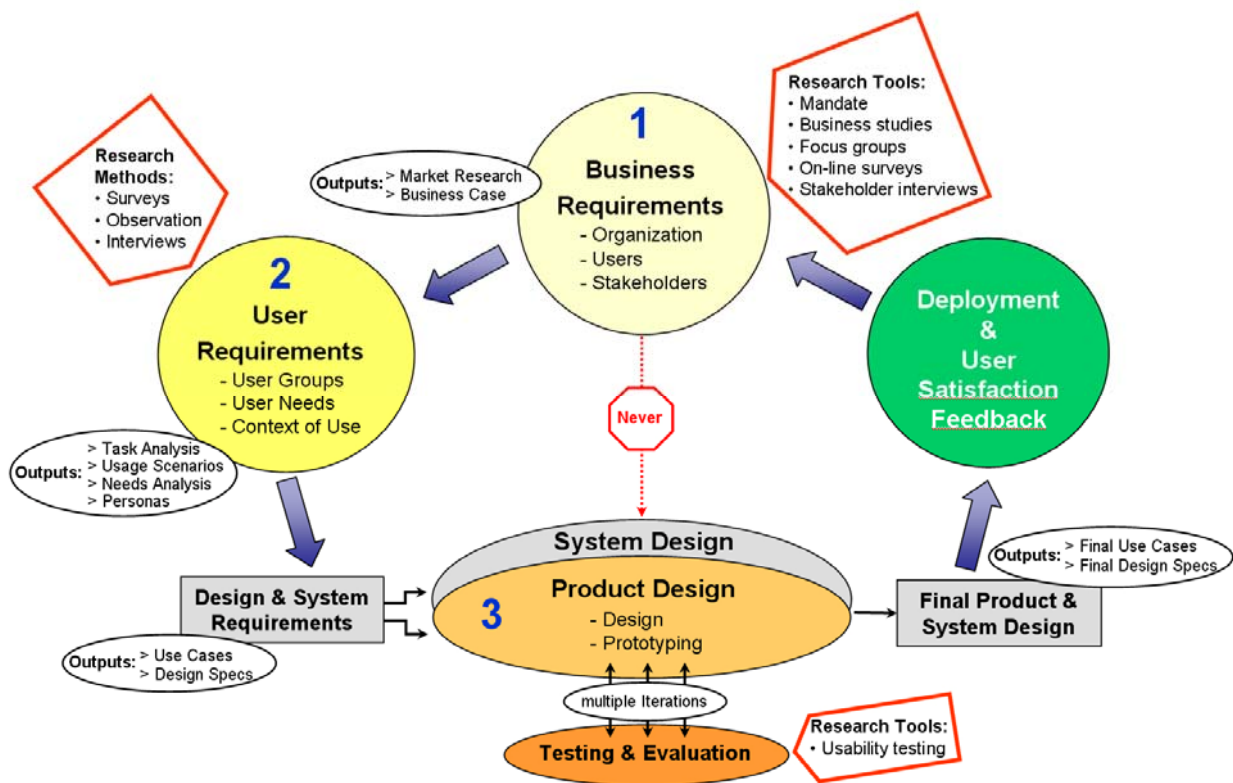 Research Tools:
• Mandate
• Business studies
• Focus groups
• On-line surveys
• Stakeholder interviews
1
Business
Requirements
- Organization
- Users
- Stakeholders
Outputs: > Market Research
> Business Case
Research
Methods:
• Surveys
• Observation
• Interviews
2
User
Requirements
- User Groups
- User Needs
- Context of Use
Outputs: > Task Analysis
> Usage Scenarios
> Needs Analysis
> Personas
Deployment
&
User
Satisfaction
Feedback
Never
Design & System
Requirements
Outputs: > Use Cases
> Design Specs
System Design
Product Design
3
- Design
- Prototyping
multiple Iterations
Testing & Evaluation
Research Tools:
• Usability testing
Final Product &
System Design
Outputs: > Final Use Cases
> Final Design Specs